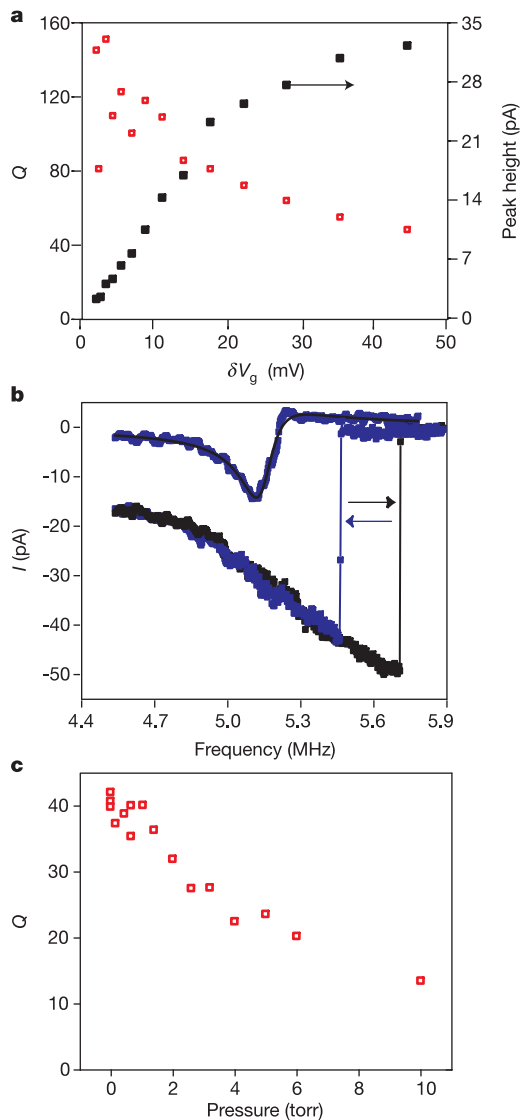 a
160
120
80
40
0
Q
35
28
21
14
7
0
Peak height (pA)
0 10 20 30 40 50
δVg (mV)
b
0
-10
-20
-30
-40
-50
I (pA)
4.4 4.7 5.0 5.3 5.6 5.9
Frequency (MHz)
c
40
30
20
10
0
Q
0 2 4 6 8 10
Pressure (torr)